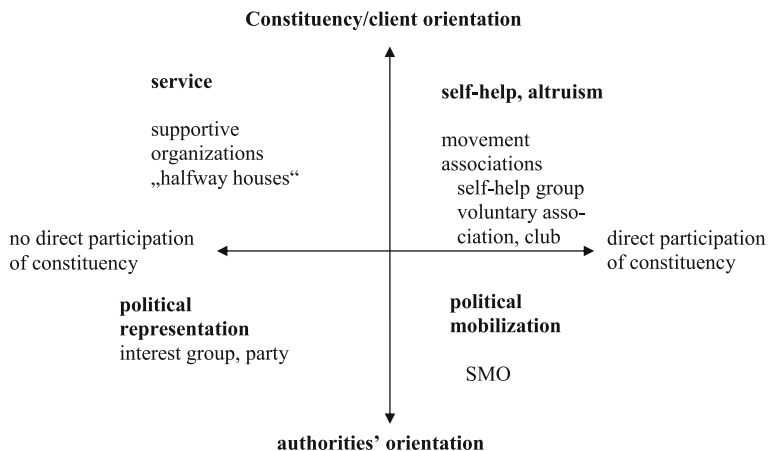 Constituency/client orientation
service
supportive
organizations
„halfway houses“
self-help, altruism
movement
associations
self-help group
voluntary asso-
ciation, club
no direct participation
of constituency
direct participation
of constituency
political
representation
interest group, party
political
mobilization
SMO
authorities’ orientation